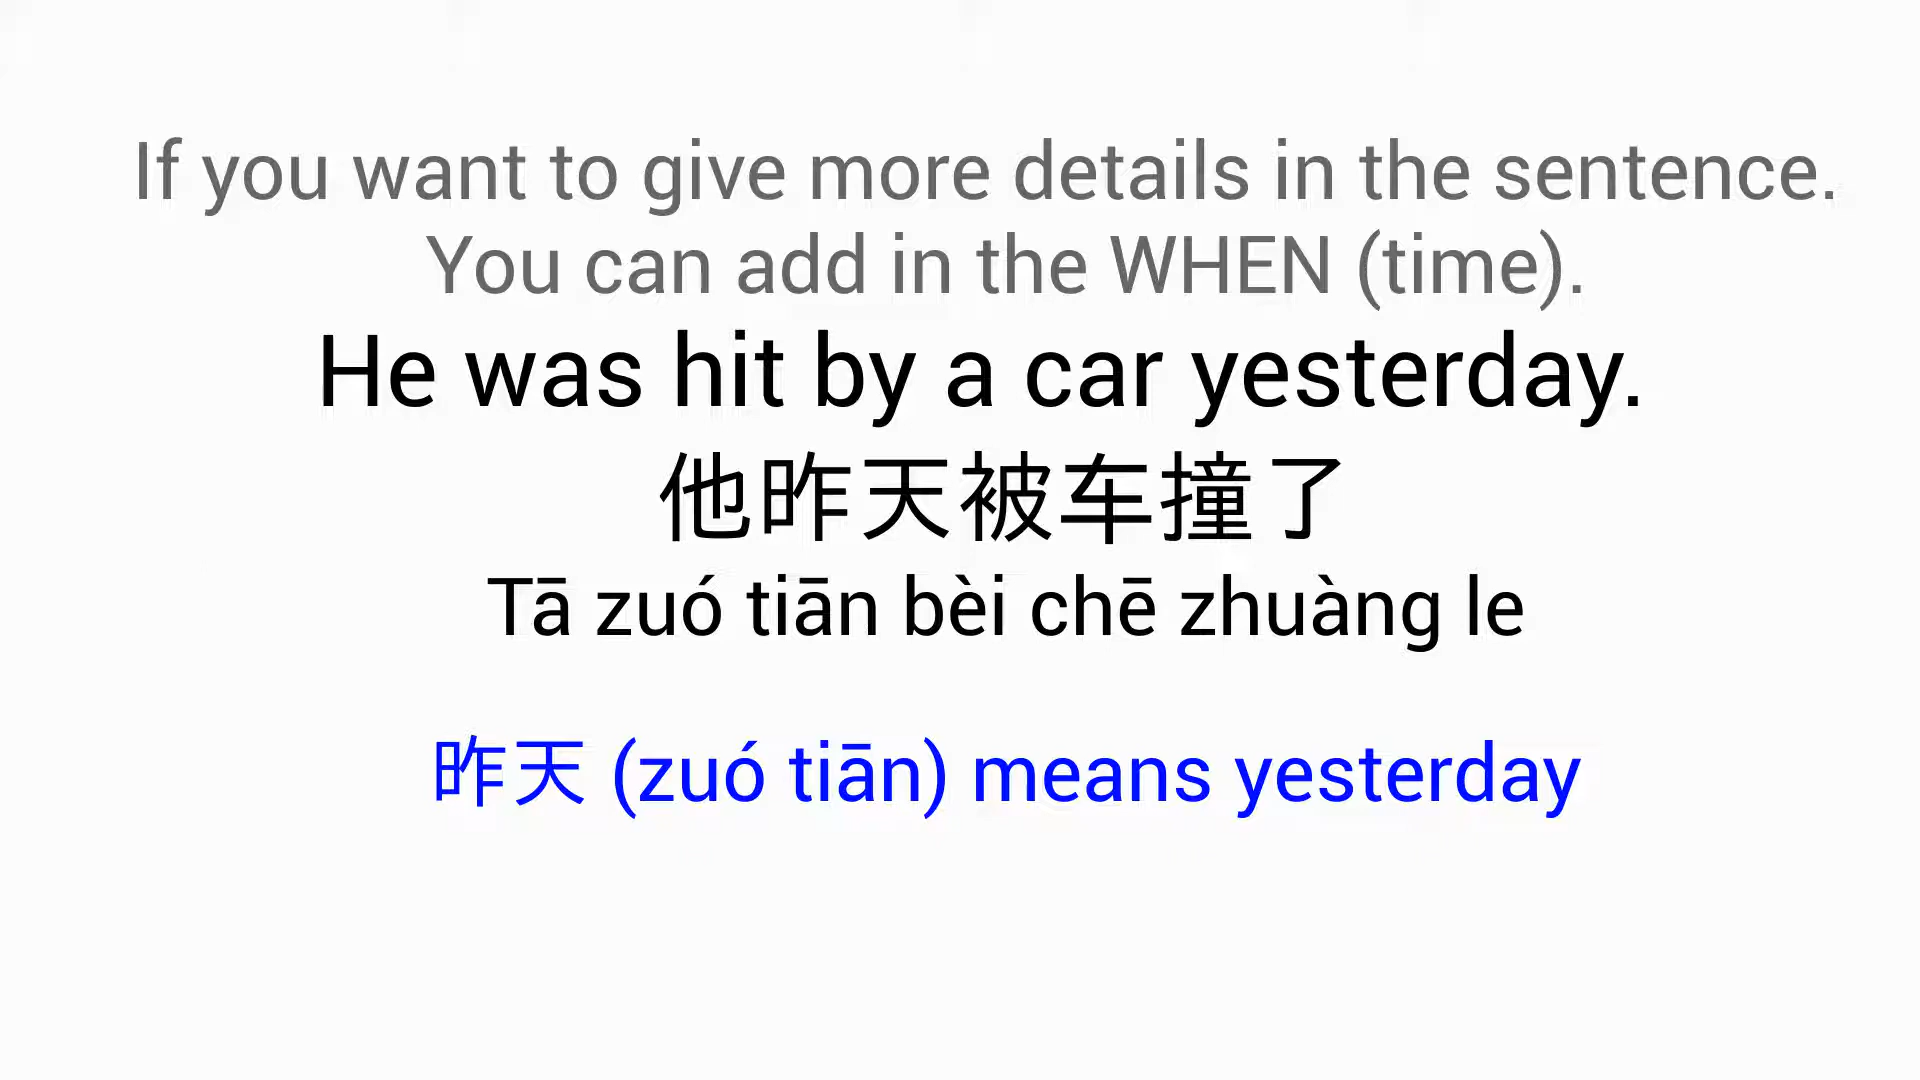 If you want to give more details in the sentence.
You can add in the WHEN (time).
He was hit by a car yesterday.
他昨天被车撞了
Tā zuó tiān bèi chē zhuàng le
昨天 (zuó tiān) means yesterday